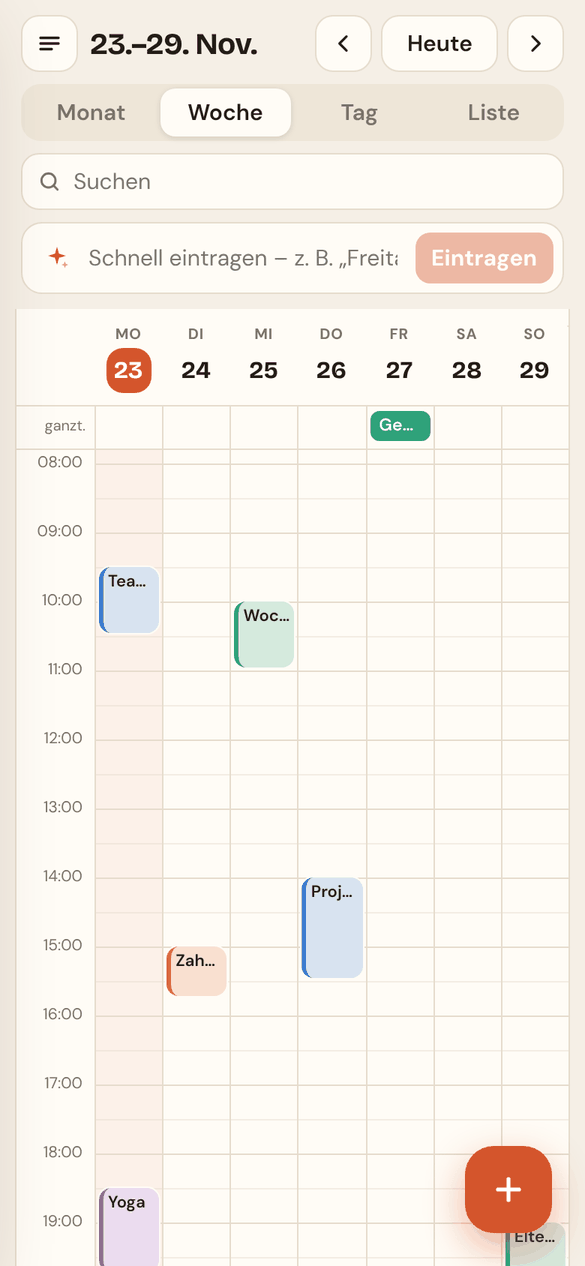 23.–29. Nov.
Heute
Monat
Woche
Tag
Liste
Suchen
Schnell eintragen – z. B. „Freita
Eintragen
MO
DI
MI
DO
FR
SA
SO
23
24
25
26
27
28
29
ganzt.
Ge...
08:00
09:00
Tea...
10:00
Woc...
11:00
12:00
13:00
14:00
Proj...
15:00
Zah...
16:00
17:00
18:00
Yoga
19:00
Elte...